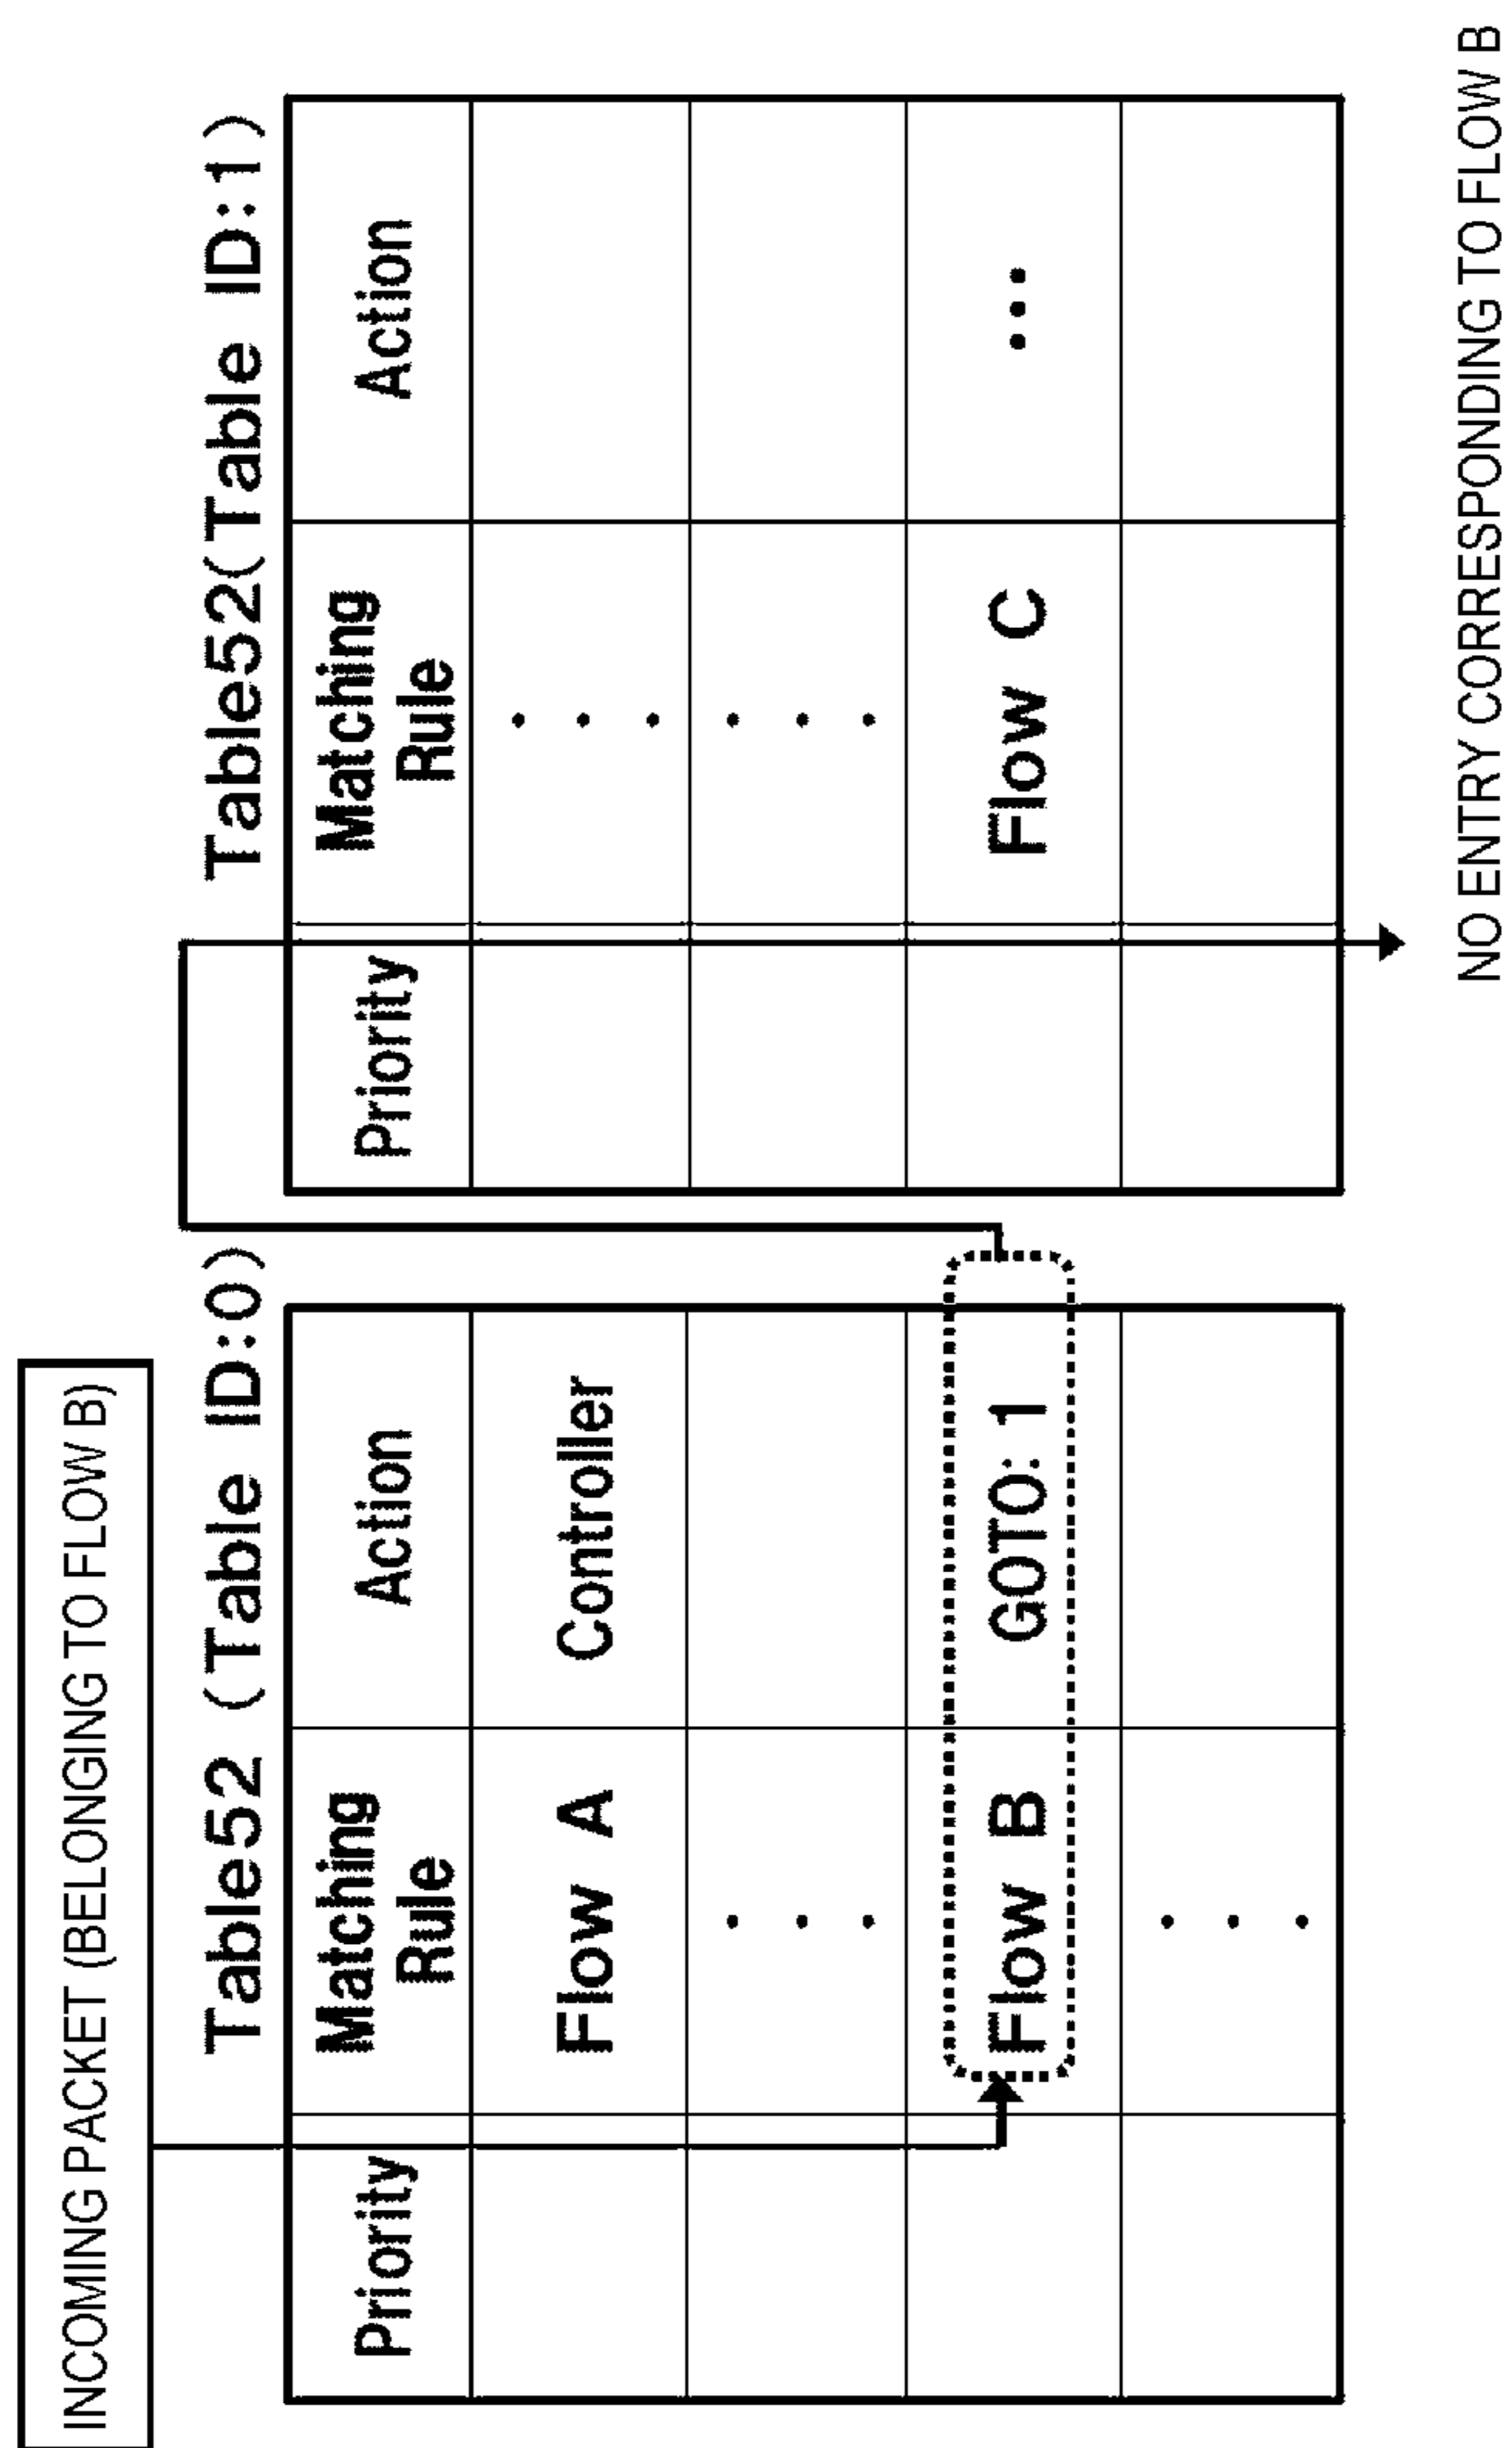 INCOMING PACKET (BELONGING TO FLOW B)
Table52 (Table ID:0)
Priority
Matching
Rule
Action
Flow A
Controller
· · ·
Flow B
GOTO: 1
· · ·
Table52(Table ID:1)
Priority
Matching
Rule
Action
· · ·
· · ·
Flow C
···
NO ENTRY CORRESPONDING TO FLOW B